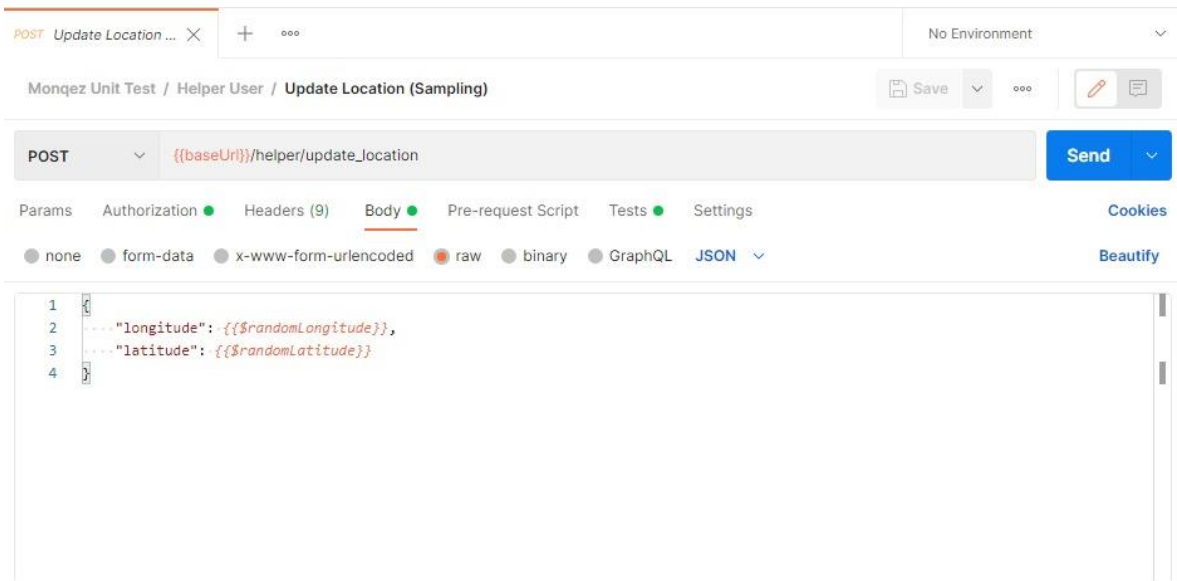 POST Update Location ...
No Environment
Monqez Unit Test / Helper User / Update Location (Sampling)
Save
POST {{baseUrl}}/helper/update_location
Send
Params Authorization Headers (9) Body Pre-request Script Tests Settings Cookies
none form-data x-www-form-urlencoded raw binary GraphQL JSON Beautify
1 {
2 "longitude": {{$randomLongitude}},
3 "latitude": {{$randomLatitude}}
4 }